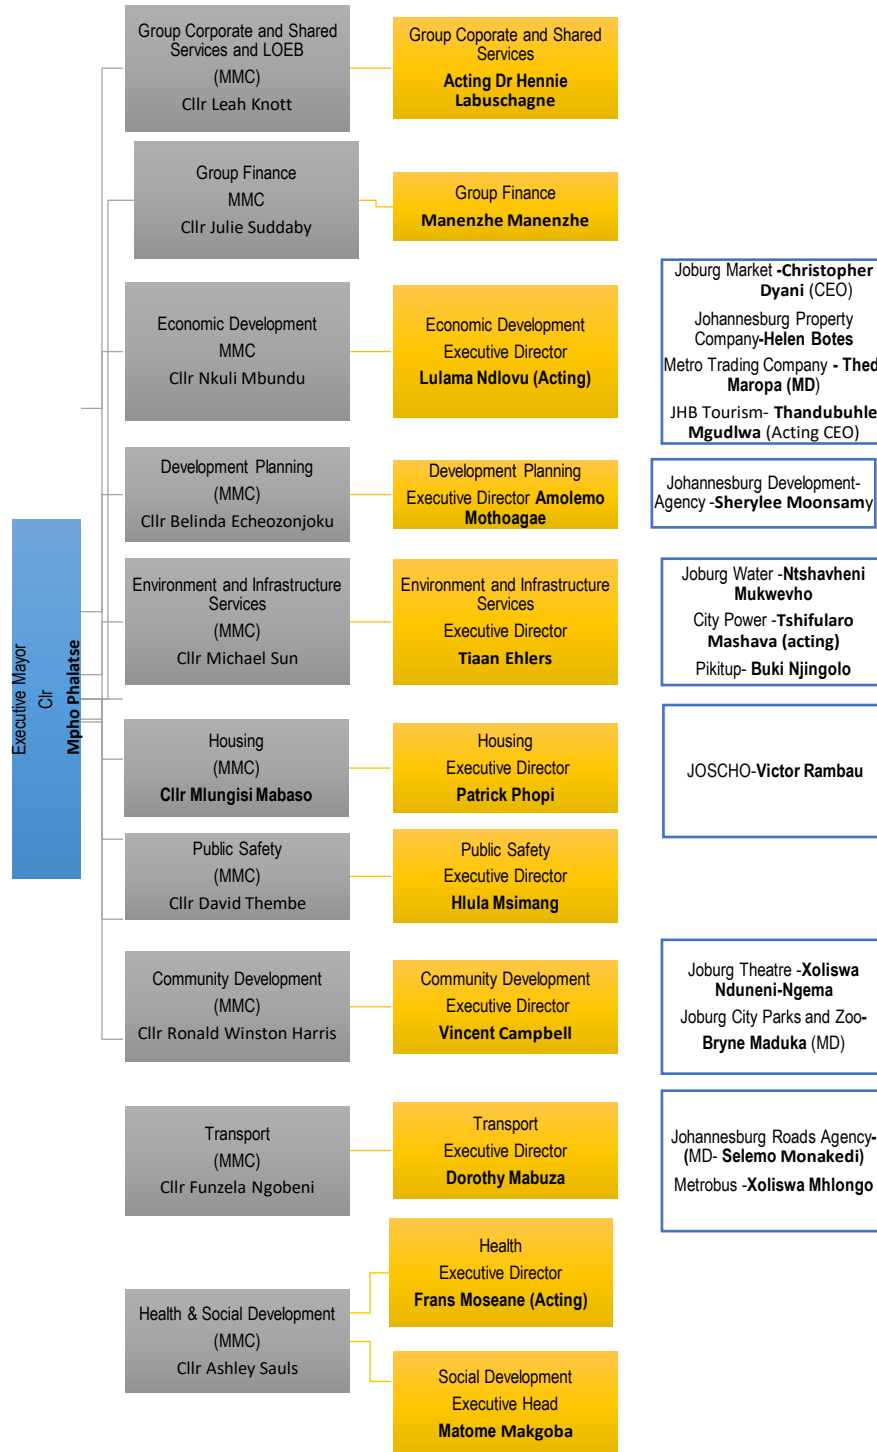 Executive Mayor
Clr
Mpho Phalatse
Group Corporate and Shared
Services and LOEB
(MMC)
Cllr Leah Knott
Group Coporate and Shared
Services
Acting Dr Hennie
Labuschagne
Group Finance
MMC
Cllr Julie Suddaby
Group Finance
Manenzhe Manenzhe
Economic Development
MMC
Cllr Nkuli Mbundu
Economic Development
Executive Director
Lulama Ndlovu (Acting)
Joburg Market -Christopher
Dyani (CEO)
Johannesburg Property
Company-Helen Botes
Metro Trading Company - Thed
Maropa (MD)
JHB Tourism- Thandubuhle
Mgudlwa (Acting CEO)
Development Planning
(MMC)
Cllr Belinda Echeozonjoku
Development Planning
Executive Director Amolemo
Mothoagae
Johannesburg Development-
Agency -Sherylee Moonsamy
Environment and Infrastructure
Services
(MMC)
Cllr Michael Sun
Environment and Infrastructure
Services
Executive Director
Tiaan Ehlers
Joburg Water -Ntshavheni
Mukwevho
City Power -Tshifularo
Mashava (acting)
Pikitup- Buki Njingolo
Housing
(MMC)
Cllr Mlungisi Mabaso
Housing
Executive Director
Patrick Phopi
JOSCHO-Victor Rambau
Public Safety
(MMC)
Cllr David Thembe
Public Safety
Executive Director
Hlula Msimang
Community Development
(MMC)
Cllr Ronald Winston Harris
Community Development
Executive Director
Vincent Campbell
Joburg Theatre -Xoliswa
Nduneni-Ngema
Joburg City Parks and Zoo-
Bryne Maduka (MD)
Transport
(MMC)
Cllr Funzela Ngobeni
Transport
Executive Director
Dorothy Mabuza
Johannesburg Roads Agency-
(MD- Selemo Monakedi)
Metrobus -Xoliswa Mhlongo
Health & Social Development
(MMC)
Cllr Ashley Sauls
Health
Executive Director
Frans Moseane (Acting)
Social Development
Executive Head
Matome Makgoba